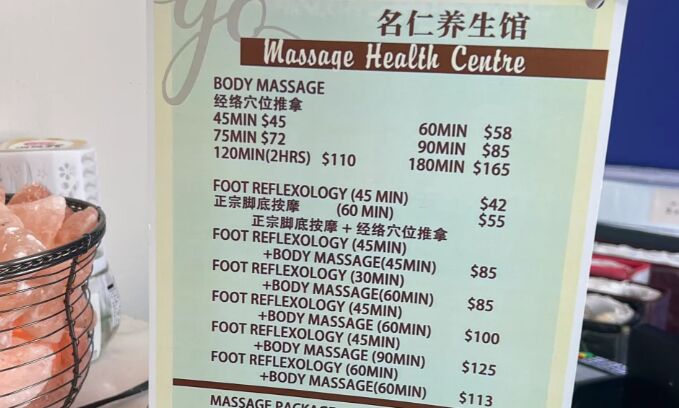 go
名仁养生馆
Massage Health Centre
BODY MASSAGE
经络穴位推拿
45MIN $45 60MIN $58
75MIN $72 90MIN $85
120MIN(2HRS) $110 180MIN $165
FOOT REFLEXOLOGY (45 MIN) $42
正宗脚底按摩 (60 MIN) $55
正宗脚底按摩 + 经络穴位推拿
FOOT REFLEXOLOGY (45MIN)
+BODY MASSAGE(45MIN) $85
FOOT REFLEXOLOGY (30MIN)
+BODY MASSAGE(60MIN) $85
FOOT REFLEXOLOGY (45MIN)
+BODY MASSAGE (60MIN) $100
FOOT REFLEXOLOGY (45MIN)
+BODY MASSAGE (90MIN) $125
FOOT REFLEXOLOGY (60MIN)
+BODY MASSAGE(60MIN) $113
MASSAGE PACKAGE